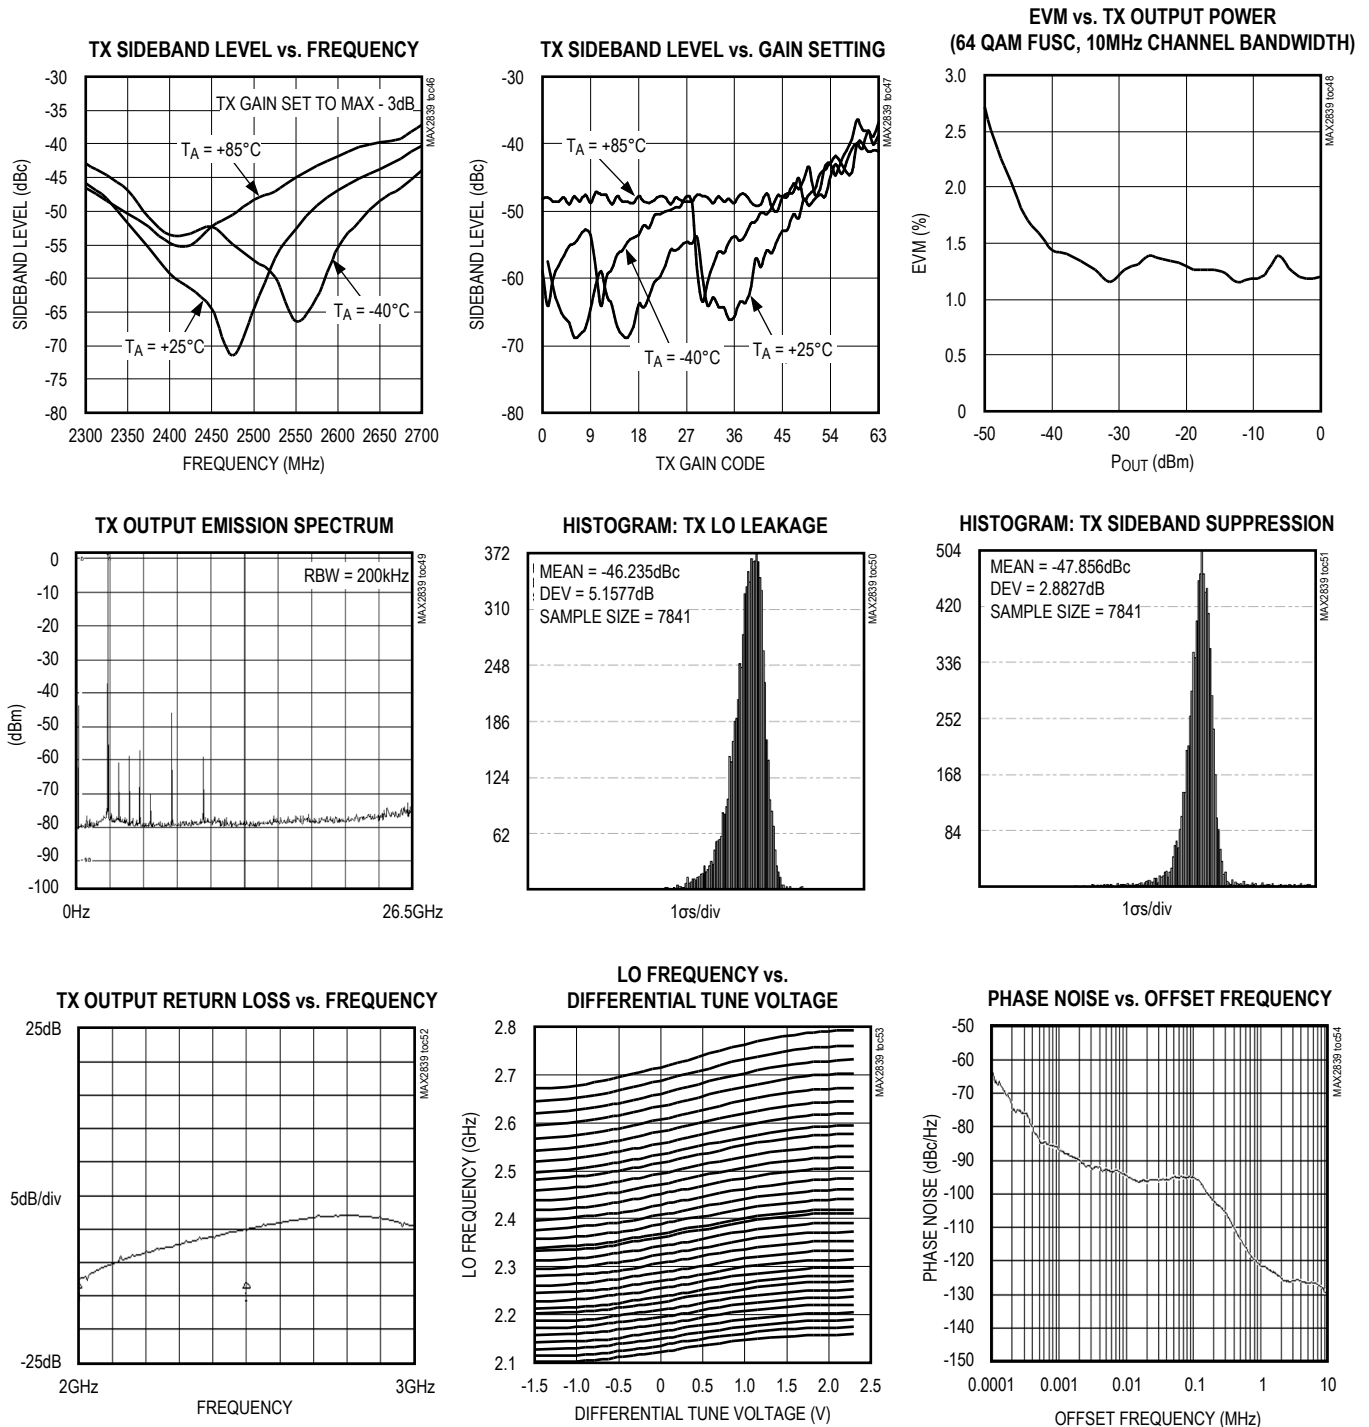 TX SIDEBAND LEVEL vs. FREQUENCY
MAX2839 toc46
TX GAIN SET TO MAX - 3dB
TA = +85°C
TA = -40°C
TA = +25°C
SIDEBAND LEVEL (dBc)
-30
-35
-40
-45
-50
-55
-60
-65
-70
-75
-80
2300 2350 2400 2450 2500 2550 2600 2650 2700
FREQUENCY (MHz)
TX SIDEBAND LEVEL vs. GAIN SETTING
MAX2839 toc47
TA = +85°C
TA = -40°C
TA = +25°C
SIDEBAND LEVEL (dBc)
-30
-40
-50
-60
-70
-80
0 9 18 27 36 45 54 63
TX GAIN CODE
EVM vs. TX OUTPUT POWER
(64 QAM FUSC, 10MHz CHANNEL BANDWIDTH)
MAX2839 toc48
EVM (%)
3.0
2.5
2.0
1.5
1.0
0.5
0
-50 -40 -30 -20 -10 0
POUT (dBm)
TX OUTPUT EMISSION SPECTRUM
MAX2839 toc49
RBW = 200kHz
(dBm)
0
-10
-20
-30
-40
-50
-60
-70
-80
-90
-100
-90
0Hz 26.5GHz
HISTOGRAM: TX LO LEAKAGE
MAX2839 toc50
MEAN = -46.235dBc
DEV = 5.1577dB
SAMPLE SIZE = 7841
372
310
248
186
124
62
1σs/div
HISTOGRAM: TX SIDEBAND SUPPRESSION
MAX2839 toc51
MEAN = -47.856dBc
DEV = 2.8827dB
SAMPLE SIZE = 7841
504
420
336
252
168
84
1σs/div
TX OUTPUT RETURN LOSS vs. FREQUENCY
MAX2839 toc52
25dB
5dB/div
-25dB
2GHz 3GHz
FREQUENCY
LO FREQUENCY vs.
DIFFERENTIAL TUNE VOLTAGE
MAX2839 toc53
LO FREQUENCY (GHz)
2.8
2.7
2.6
2.5
2.4
2.3
2.2
2.1
-1.5 -1.0 -0.5 0 0.5 1.0 1.5 2.0 2.5
DIFFERENTIAL TUNE VOLTAGE (V)
PHASE NOISE vs. OFFSET FREQUENCY
MAX2839 toc54
PHASE NOISE (dBc/Hz)
-50
-60
-70
-80
-90
-100
-110
-120
-130
-140
-150
0.0001 0.001 0.01 0.1 1 10
OFFSET FREQUENCY (MHz)